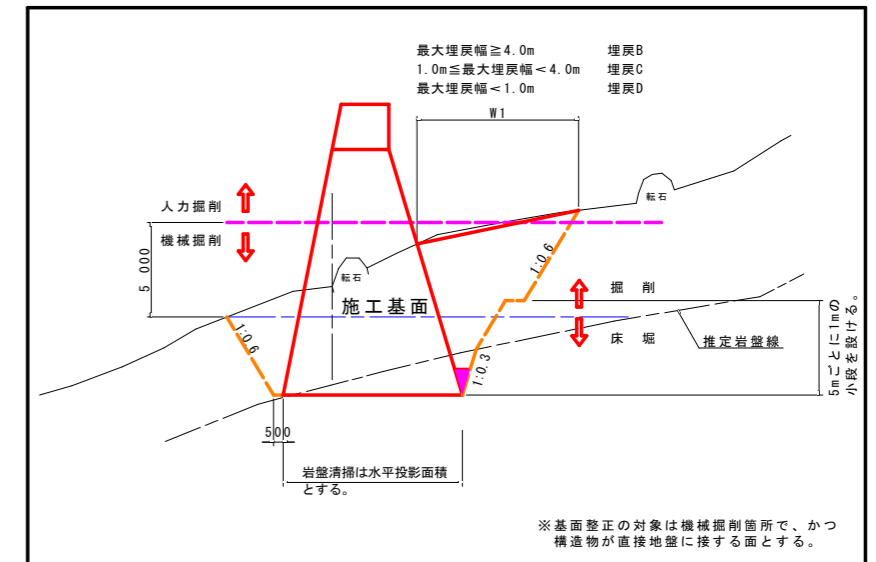 最大埋戻幅≧4.0m 埋戻B
1.0m≦最大埋戻幅＜4.0m 埋戻C
最大埋戻幅＜1.0m 埋戻D
W1
転石
人力掘削
機械掘削
5 000
転石
1:0.6
施工基面
掘 削
床 堀
推定岩盤線
1:0.6
1:0.3
5mごとに1mの
小段を設ける。
500
岩盤清掃は水平投影面積
とする。
※基面整正の対象は機械掘削箇所で、かつ
構造物が直接地盤に接する面とする。